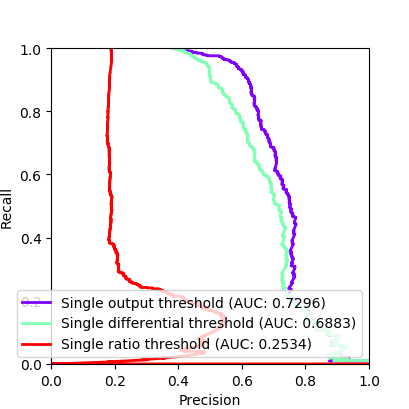 1.0
0.8
0.6
0.4
0.2
0.0
Recall
Single output threshold (AUC: 0.7296)
Single differential threshold (AUC: 0.6883)
Single ratio threshold (AUC: 0.2534)
0.0 0.2 0.4 0.6 0.8 1.0
Precision